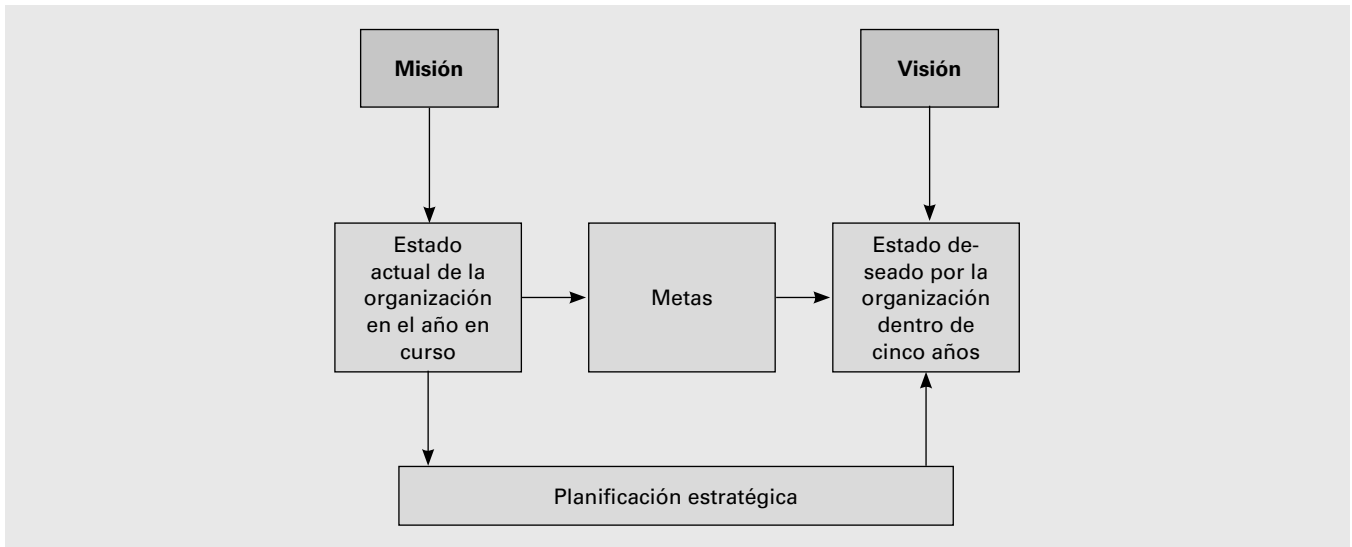 Misión
Visión
Estado
actual de la
organización
en el año en
curso
Metas
Estado de-
seado por la
organización
dentro de
cinco años
Planificación estratégica